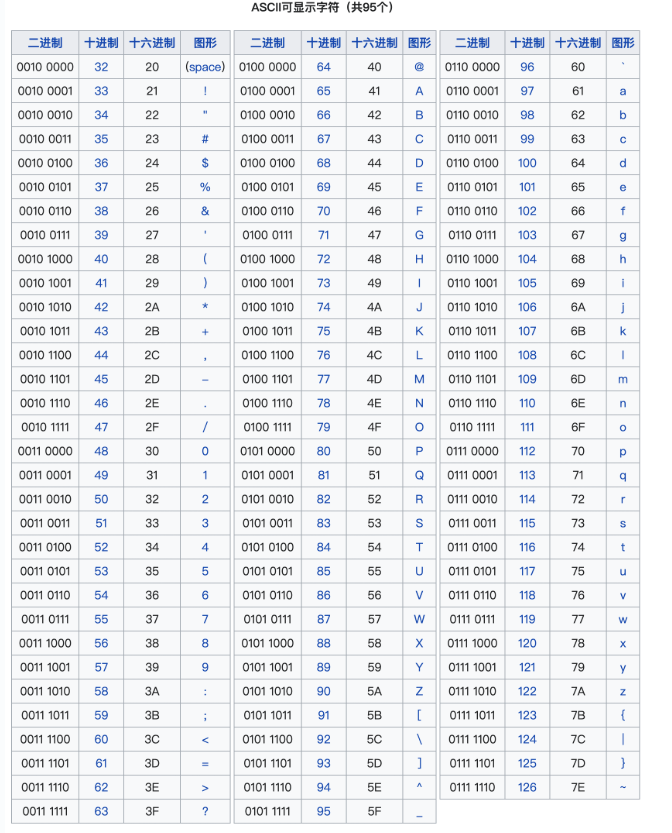 ASCII可显示字符（共95个）
二进制 十进制 十六进制 图形 二进制 十进制 十六进制 图形 二进制 十进制 十六进制 图形
0010 0000 32 20 (space) 0100 0000 64 40 @ 0110 0000 96 60 `
0010 0001 33 21 ! 0100 0001 65 41 A 0110 0001 97 61 a
0010 0010 34 22 " 0100 0010 66 42 B 0110 0010 98 62 b
0010 0011 35 23 # 0100 0011 67 43 C 0110 0011 99 63 c
0010 0100 36 24 $ 0100 0100 68 44 D 0110 0100 100 64 d
0010 0101 37 25 % 0100 0101 69 45 E 0110 0101 101 65 e
0010 0110 38 26 & 0100 0110 70 46 F 0110 0110 102 66 f
0010 0111 39 27 ' 0100 0111 71 47 G 0110 0111 103 67 g
0010 1000 40 28 ( 0100 1000 72 48 H 0110 1000 104 68 h
0010 1001 41 29 ) 0100 1001 73 49 I 0110 1001 105 69 i
0010 1010 42 2A * 0100 1010 74 4A J 0110 1010 106 6A j
0010 1011 43 2B + 0100 1011 75 4B K 0110 1011 107 6B k
0010 1100 44 2C , 0100 1100 76 4C L 0110 1100 108 6C l
0010 1101 45 2D – 0100 1101 77 4D M 0110 1101 109 6D m
0010 1110 46 2E . 0100 1110 78 4E N 0110 1110 110 6E n
0010 1111 47 2F / 0100 1111 79 4F O 0110 1111 111 6F o
0011 0000 48 30 0 0101 0000 80 50 P 0111 0000 112 70 p
0011 0001 49 31 1 0101 0001 81 51 Q 0111 0001 113 71 q
0011 0010 50 32 2 0101 0010 82 52 R 0111 0010 114 72 r
0011 0011 51 33 3 0101 0011 83 53 S 0111 0011 115 73 s
0011 0100 52 34 4 0101 0100 84 54 T 0111 0100 116 74 t
0011 0101 53 35 5 0101 0101 85 55 U 0111 0101 117 75 u
0011 0110 54 36 6 0101 0110 86 56 V 0111 0110 118 76 v
0011 0111 55 37 7 0101 0111 87 57 W 0111 0111 119 77 w
0011 1000 56 38 8 0101 1000 88 58 X 0111 1000 120 78 x
0011 1001 57 39 9 0101 1001 89 59 Y 0111 1001 121 79 y
0011 1010 58 3A : 0101 1010 90 5A Z 0111 1010 122 7A z
0011 1011 59 3B ; 0101 1011 91 5B [ 0111 1011 123 7B {
0011 1100 60 3C < 0101 1100 92 5C \ 0111 1100 124 7C |
0011 1101 61 3D = 0101 1101 93 5D ] 0111 1101 125 7D }
0011 1110 62 3E > 0101 1110 94 5E ^ 0111 1110 126 7E ~
0011 1111 63 3F ? 0101 1111 95 5F _